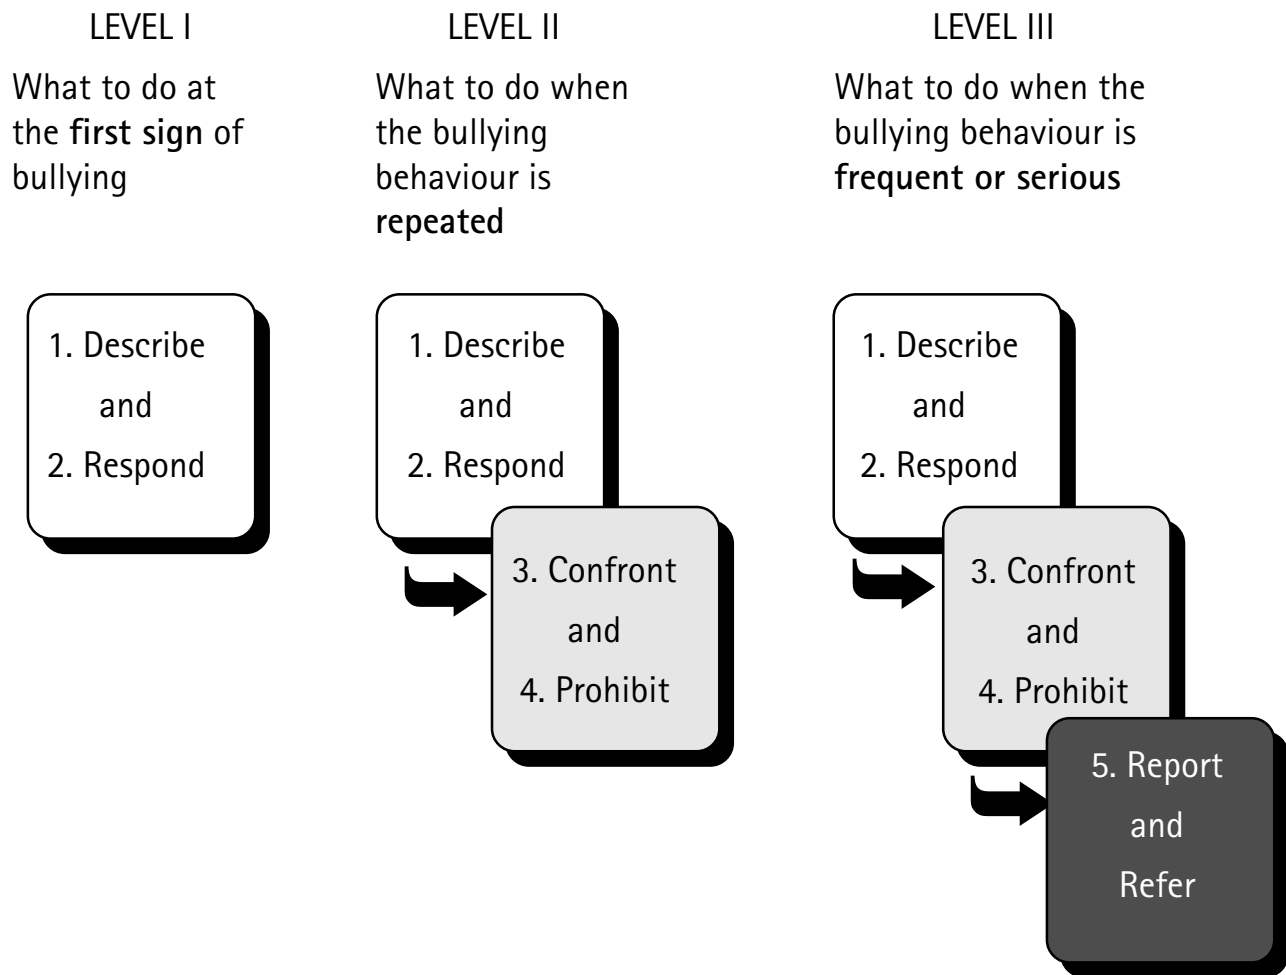 LEVEL I
What to do at
the first sign of
bullying
1. Describe
and
2. Respond
LEVEL II
What to do when
the bullying
behaviour is
repeated
1. Describe
and
2. Respond
3. Confront
and
4. Prohibit
LEVEL III
What to do when the
bullying behaviour is
frequent or serious
1. Describe
and
2. Respond
3. Confront
and
4. Prohibit
5. Report
and
Refer